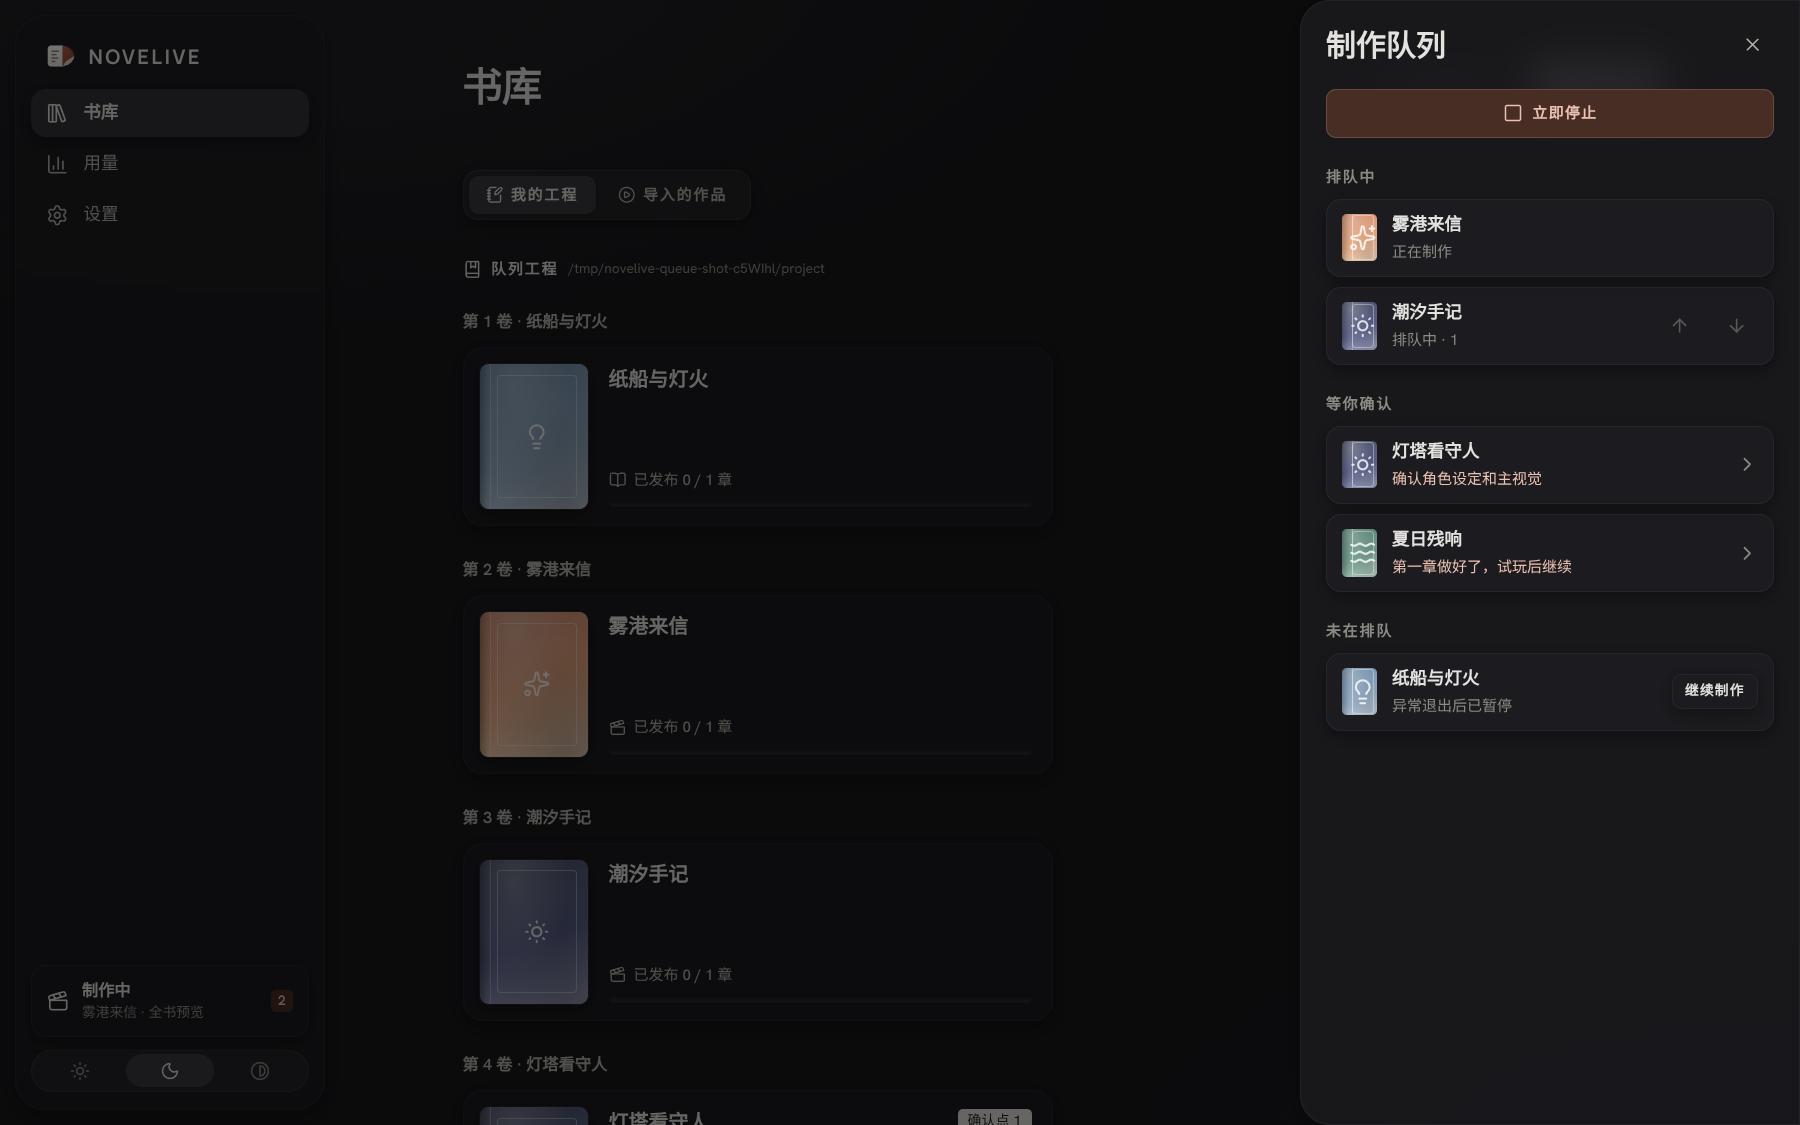 NOVELIVE
书库
用量
设置
制作中
雾港来信 · 全书预览
2
书库
我的工程
导入的作品
队列工程 /tmp/novelive-queue-shot-c5WIhl/project
第 1 卷 · 纸船与灯火
纸船与灯火
已发布 0 / 1 章
第 2 卷 · 雾港来信
雾港来信
已发布 0 / 1 章
第 3 卷 · 潮汐手记
潮汐手记
已发布 0 / 1 章
第 4 卷 · 灯塔看守人
灯塔看守人
确认点 1
制作队列
立即停止
排队中
雾港来信
正在制作
潮汐手记
排队中 · 1
等你确认
灯塔看守人
确认角色设定和主视觉
夏日残响
第一章做好了，试玩后继续
未在排队
纸船与灯火
异常退出后已暂停
继续制作